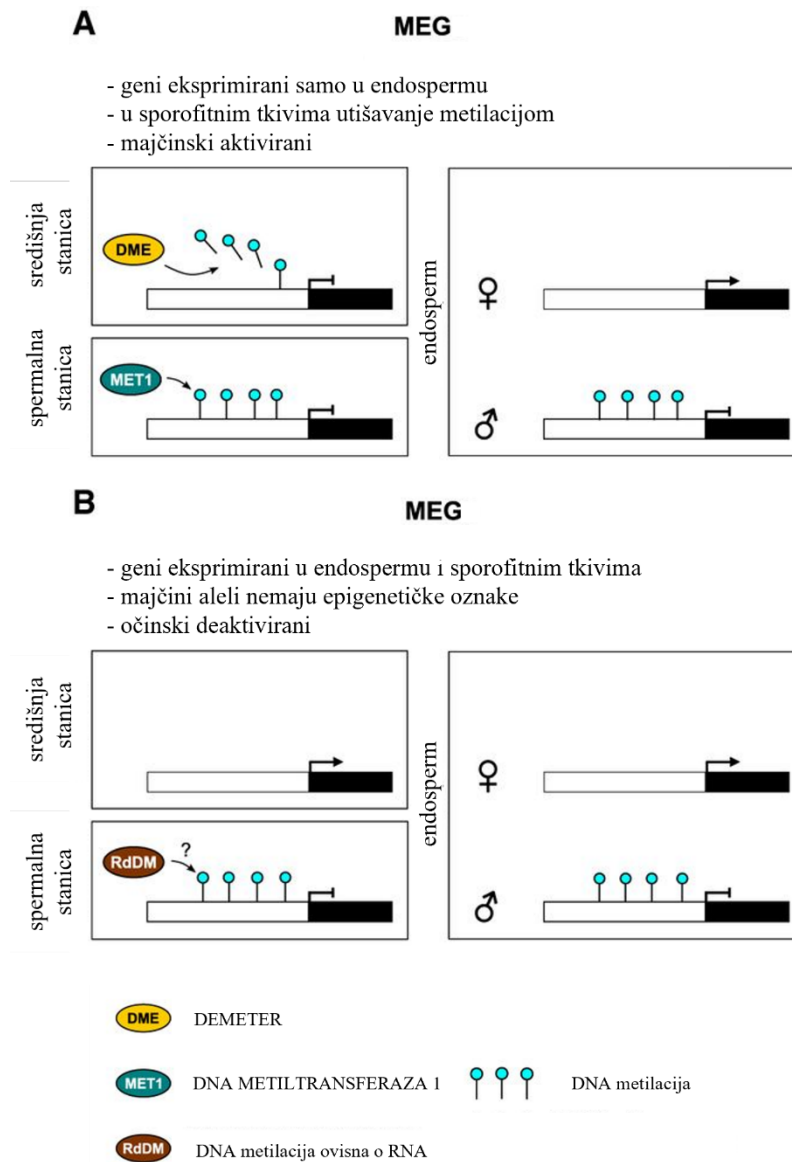 A
MEG
- geni eksprimirani samo u endospermu
- u sporofitnim tkivima utišavanje metilacijom
- majčinski aktivirani
središnja
stanica
DME
spermalna
stanica
MET1
endosperm
♀
♂
B
MEG
- geni eksprimirani u endospermu i sporofitnim tkivima
- majčini aleli nemaju epigenetičke oznake
- očinski deaktivirani
središnja
stanica
spermalna
stanica
RdDM
?
endosperm
♀
♂
DME DEMETER
MET1 DNA METILTRANSFERAZA 1 DNA metilacija
RdDM DNA metilacija ovisna o RNA